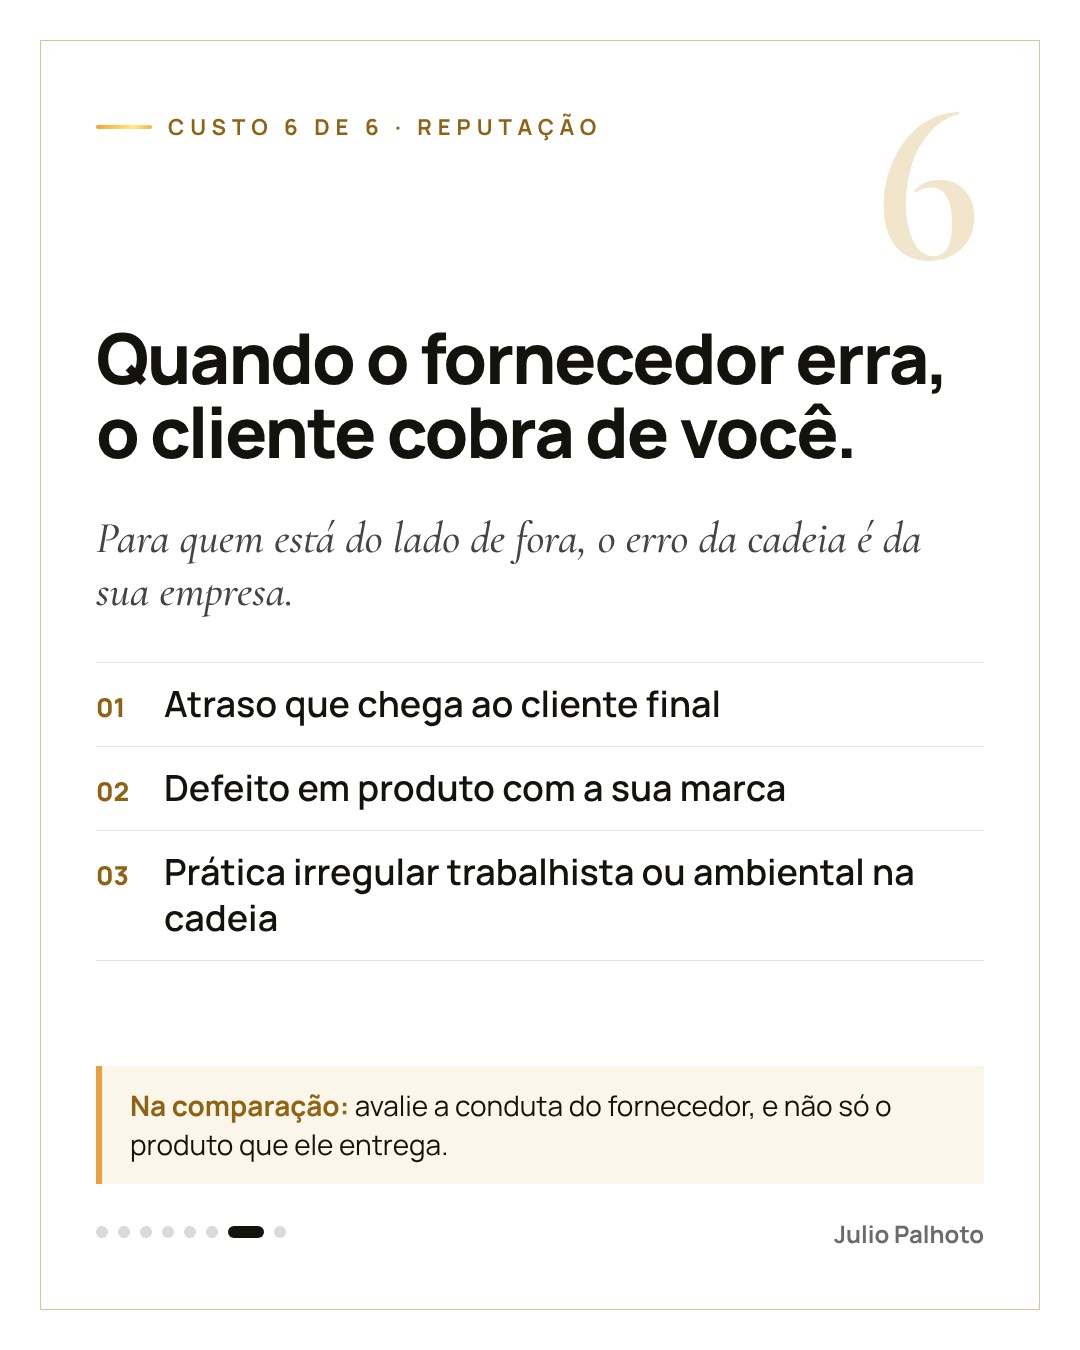 CUSTO 6 DE 6 · REPUTAÇÃO
6
Quando o fornecedor erra,
o cliente cobra de você.
Para quem está do lado de fora, o erro da cadeia é da
sua empresa.
01 Atraso que chega ao cliente final
02 Defeito em produto com a sua marca
03 Prática irregular trabalhista ou ambiental na
cadeia
Na comparação: avalie a conduta do fornecedor, e não só o
produto que ele entrega.
Julio Palhoto